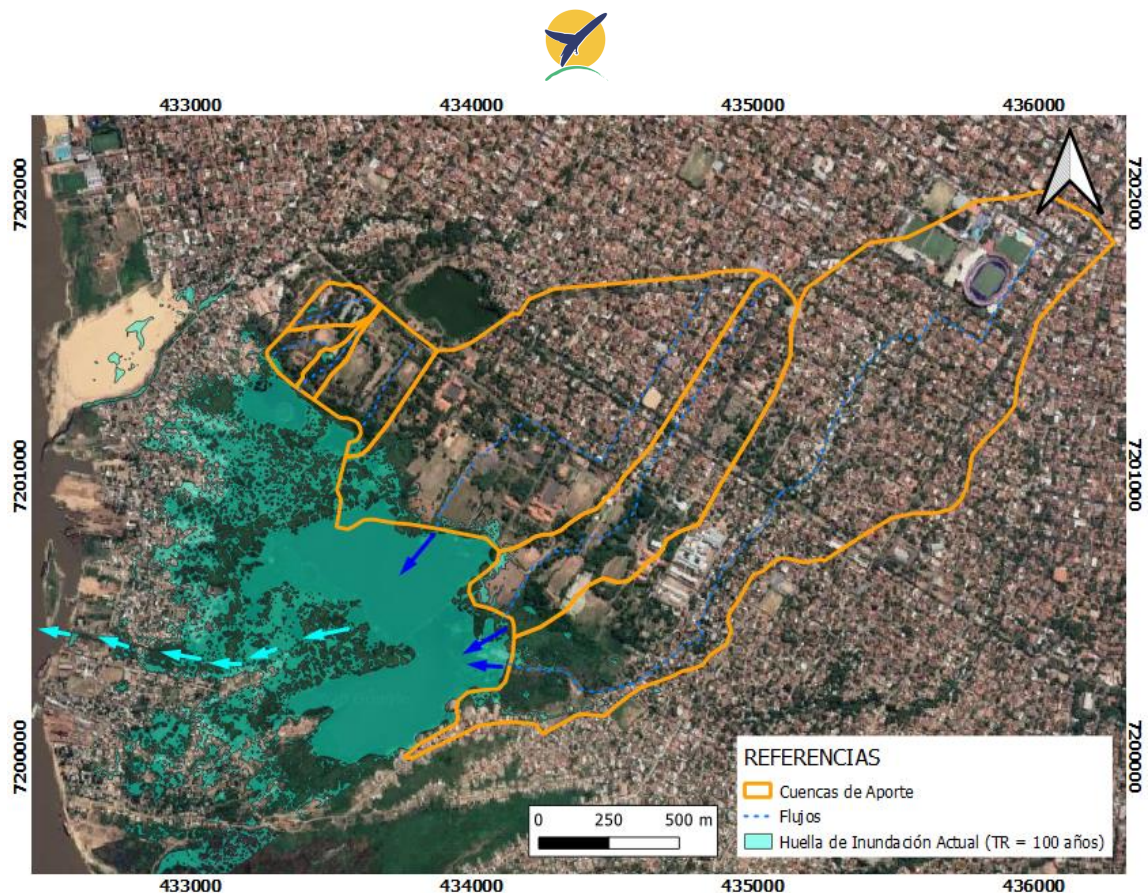 433000 434000 435000 436000
7202000
7202000
7201000
7201000
7200000
7200000
REFERENCIAS
Cuencas de Aporte
Flujos
Huella de Inundación Actual (TR = 100 años)
0 250 500 m
433000 434000 435000 436000